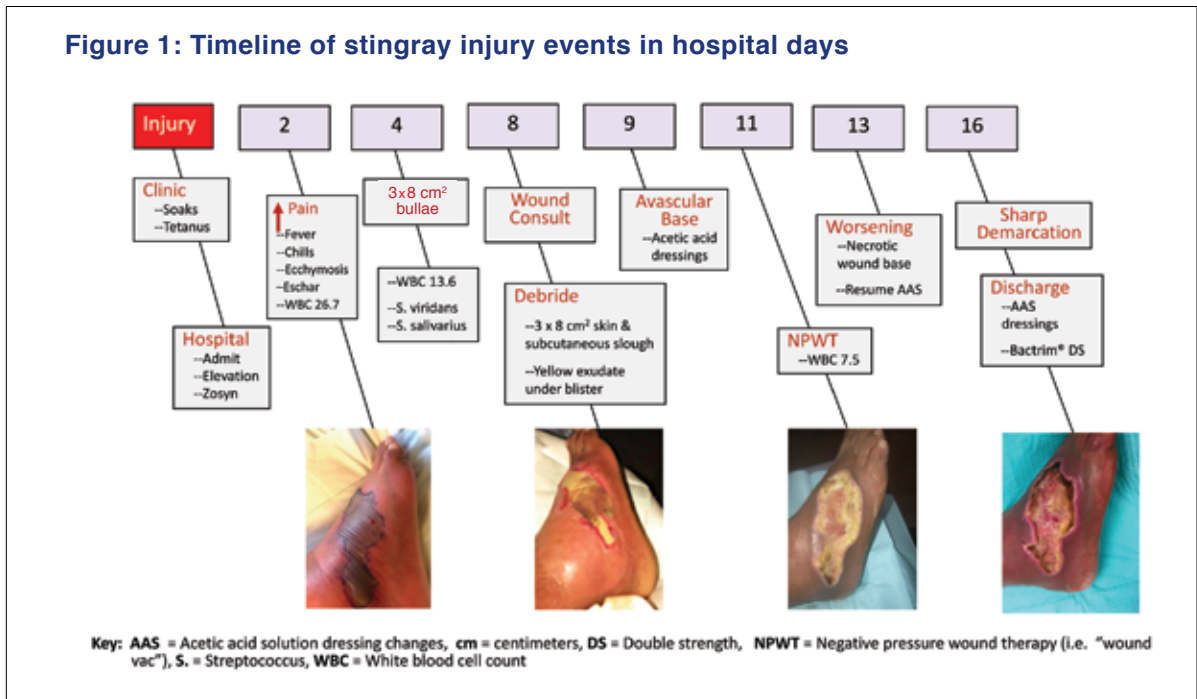 Figure 1: Timeline of stingray injury events in hospital days
Injury
2
4
8
9
11
13
16
Clinic
--Soaks
--Tetanus
Hospital
--Admit
--Elevation
--Zosyn
Pain
--Fever
--Chills
--Ecchymosis
--Eschar
--WBC 26.7
3x8 cm²
bullae
--WBC 13.6
--S. viridans
--S. salivarius
Wound
Consult
Debride
--3 x 8 cm² skin &
subcutaneous slough
--Yellow exudate
under blister
Avascular
Base
--Acetic acid
dressings
NPWT
--WBC 7.5
Worsening
--Necrotic
wound base
--Resume AAS
Sharp
Demarcation
Discharge
--AAS
dressings
--Bactrim® DS
Key: AAS = Acetic acid solution dressing changes, cm = centimeters, DS = Double strength, NPWT = Negative pressure wound therapy (i.e. "wound
vac"), S. = Streptococcus, WBC = White blood cell count